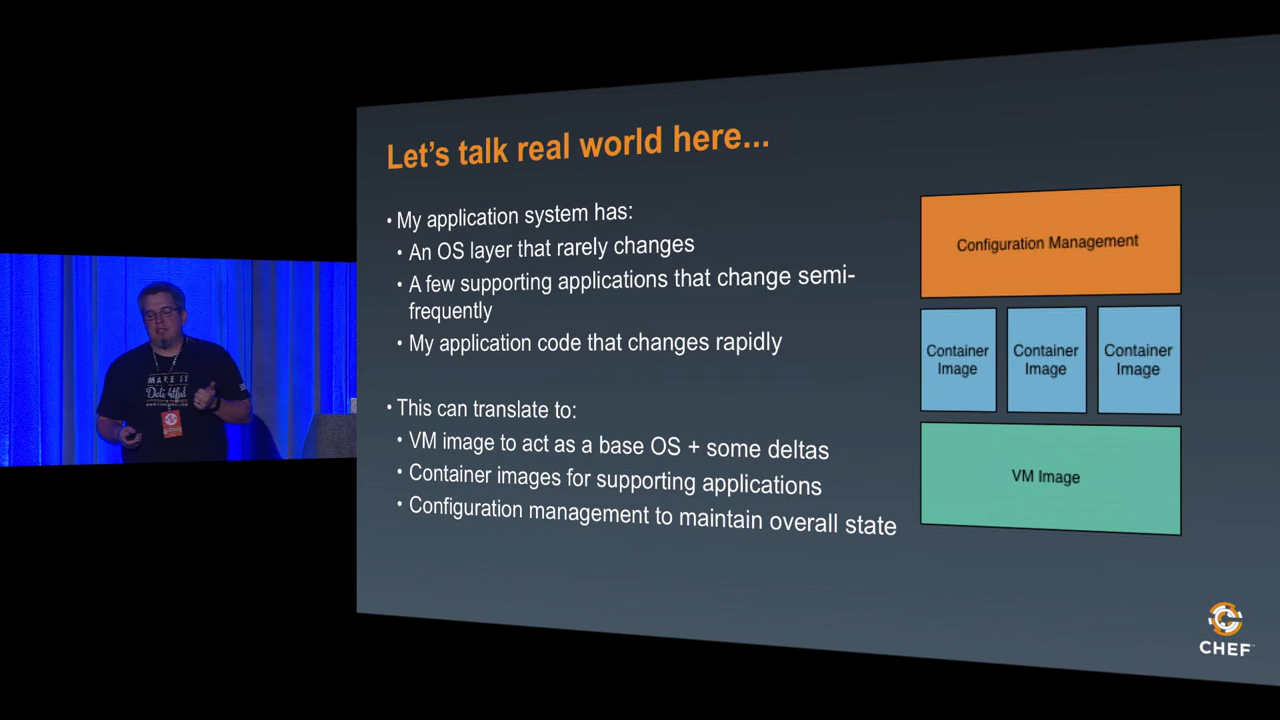 Let's talk real world here...
• My application system has:
• An OS layer that rarely changes
• A few supporting applications that change semi-
frequently
• My application code that changes rapidly
• This can translate to:
• VM image to act as a base OS + some deltas
• Container images for supporting applications
• Configuration management to maintain overall state
Configuration Management
Container
Image
Container
Image
Container
Image
VM Image
CHEF
MAKE IT
Delightful